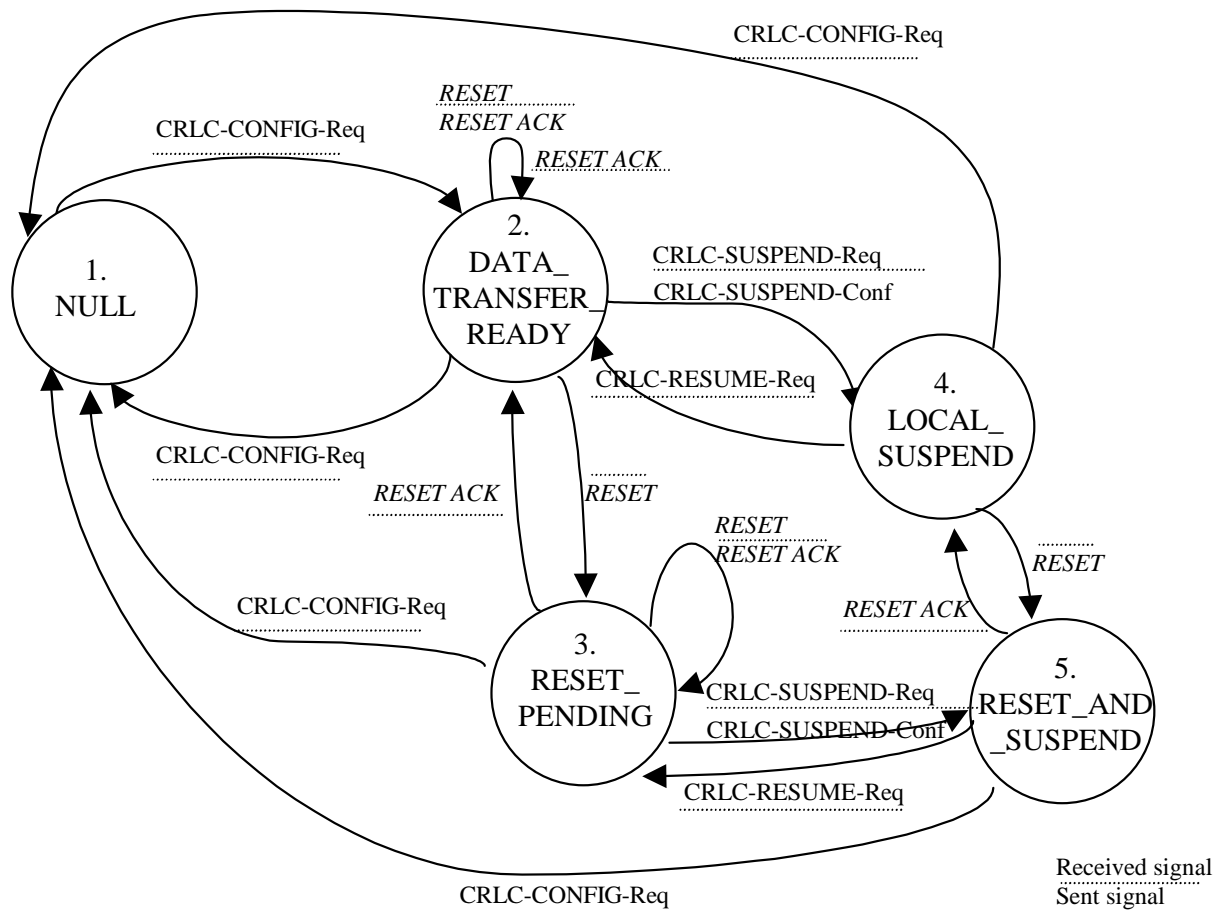 CRLC-CONFIG-Req
RESET
RESET ACK
CRLC-CONFIG-Req
RESET ACK
2.
DATA_
TRANSFER_
READY
1.
NULL
CRLC-SUSPEND-Req
CRLC-SUSPEND-Conf
CRLC-RESUME-Req
4.
LOCAL_
SUSPEND
CRLC-CONFIG-Req
RESET ACK
RESET
RESET
RESET ACK
RESET
CRLC-CONFIG-Req
RESET ACK
3.
RESET_
PENDING
5.
RESET_AND
_SUSPEND
CRLC-SUSPEND-Req
CRLC-SUSPEND-Conf
CRLC-RESUME-Req
CRLC-CONFIG-Req
Received signal
Sent signal